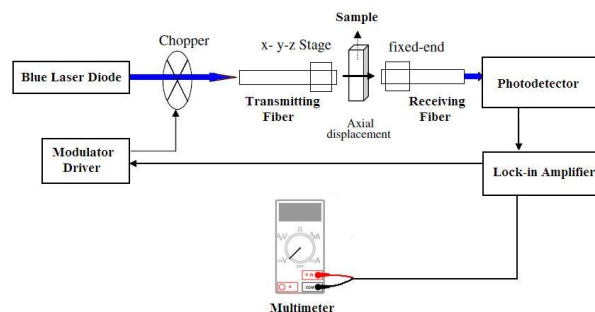 Sample
Chopper
x- y-z Stage
fixed-end
Blue Laser Diode
Photodetector
Transmitting
Fiber
Receiving
Fiber
Axial
displacement
Modulator
Driver
Lock-in Amplifier
Multimeter